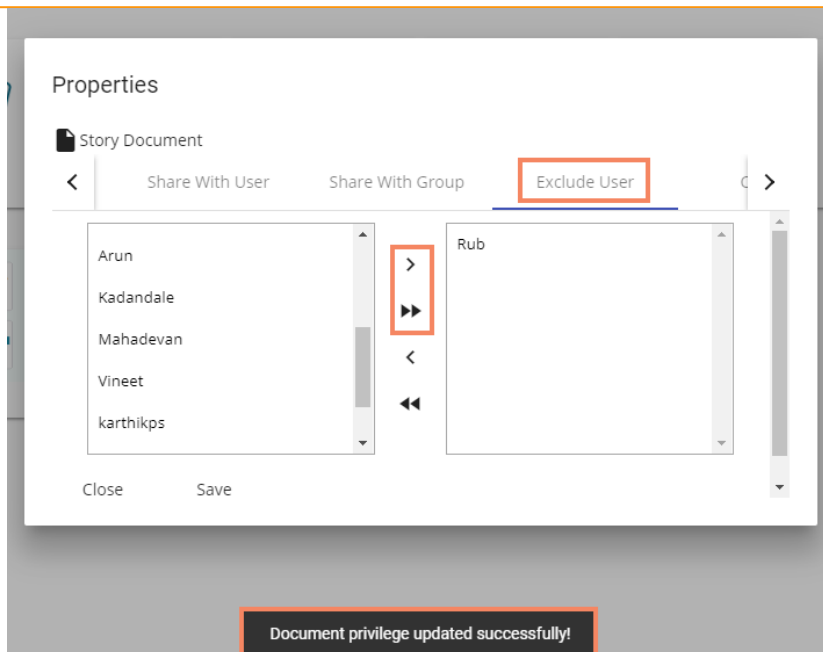 Properties
Story Document
Share With User Share With Group Exclude User
Arun
Kadandale
Mahadevan
Vineet
karthikps
Rub
Close Save
Document privilege updated successfully!